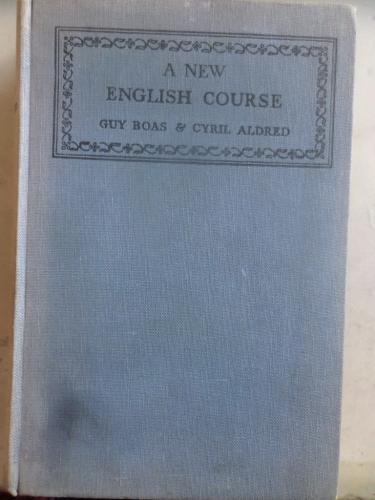 A NEW
ENGLISH COURSE
GUY BOAS & CYRIL ALDRED